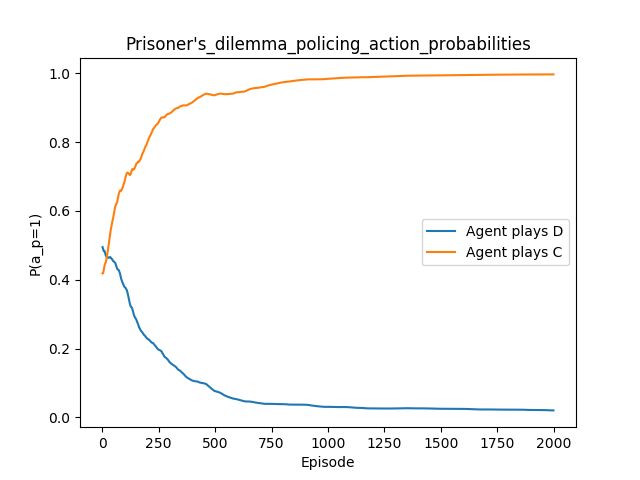 Prisoner's_dilemma_policing_action_probabilities
P(a_p=1)
1.0
0.8
0.6
0.4
0.2
0.0
Agent plays D
Agent plays C
0 250 500 750 1000 1250 1500 1750 2000
Episode